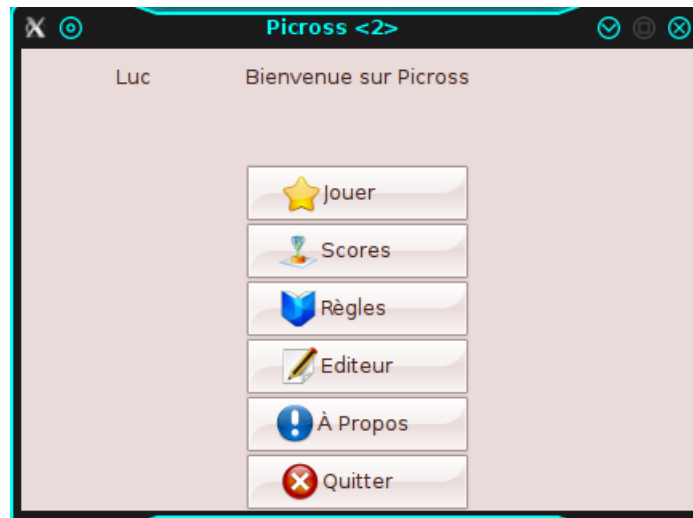 Picross <2>
Luc Bienvenue sur Picross
Jouer
Scores
Règles
Editeur
À Propos
Quitter